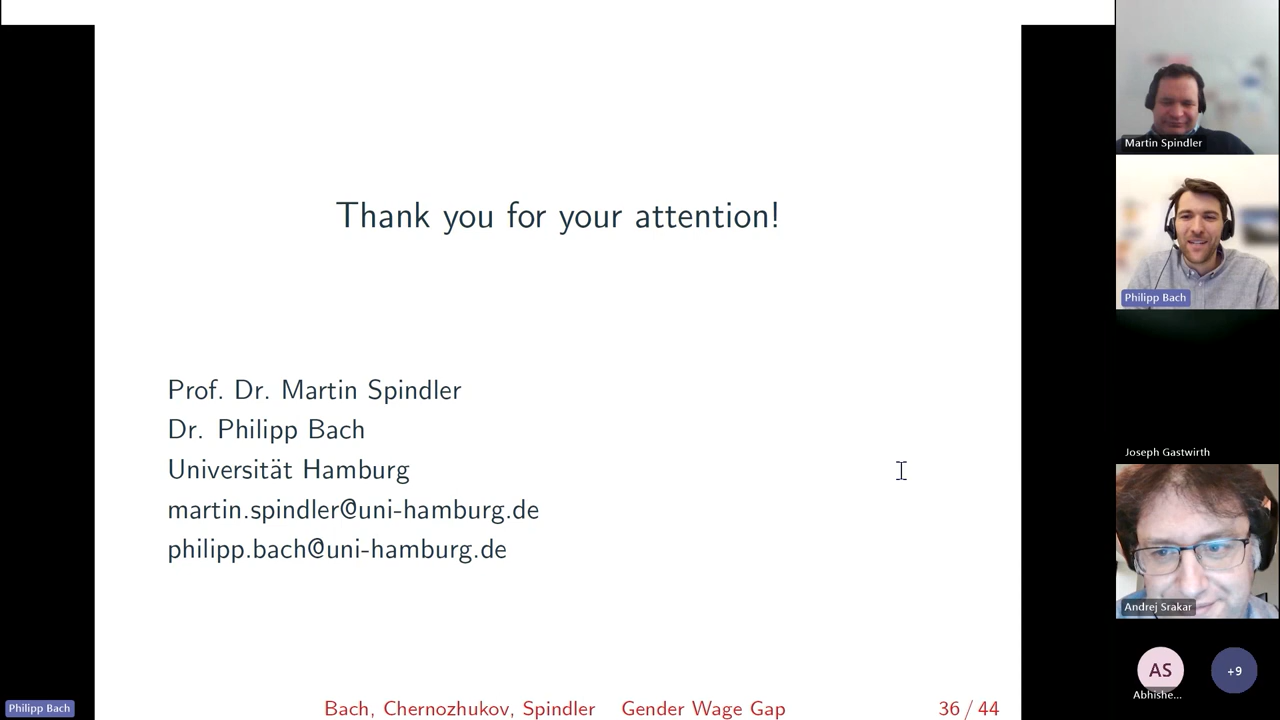 Thank you for your attention!
Prof. Dr. Martin Spindler
Dr. Philipp Bach
Universität Hamburg
martin.spindler@uni-hamburg.de
philipp.bach@uni-hamburg.de
Bach, Chernozhukov, Spindler Gender Wage Gap 36 / 44
Philipp Bach
Martin Spindler
Philipp Bach
Joseph Gastwirth
Andrej Srakar
AS
Abhishe...
+9